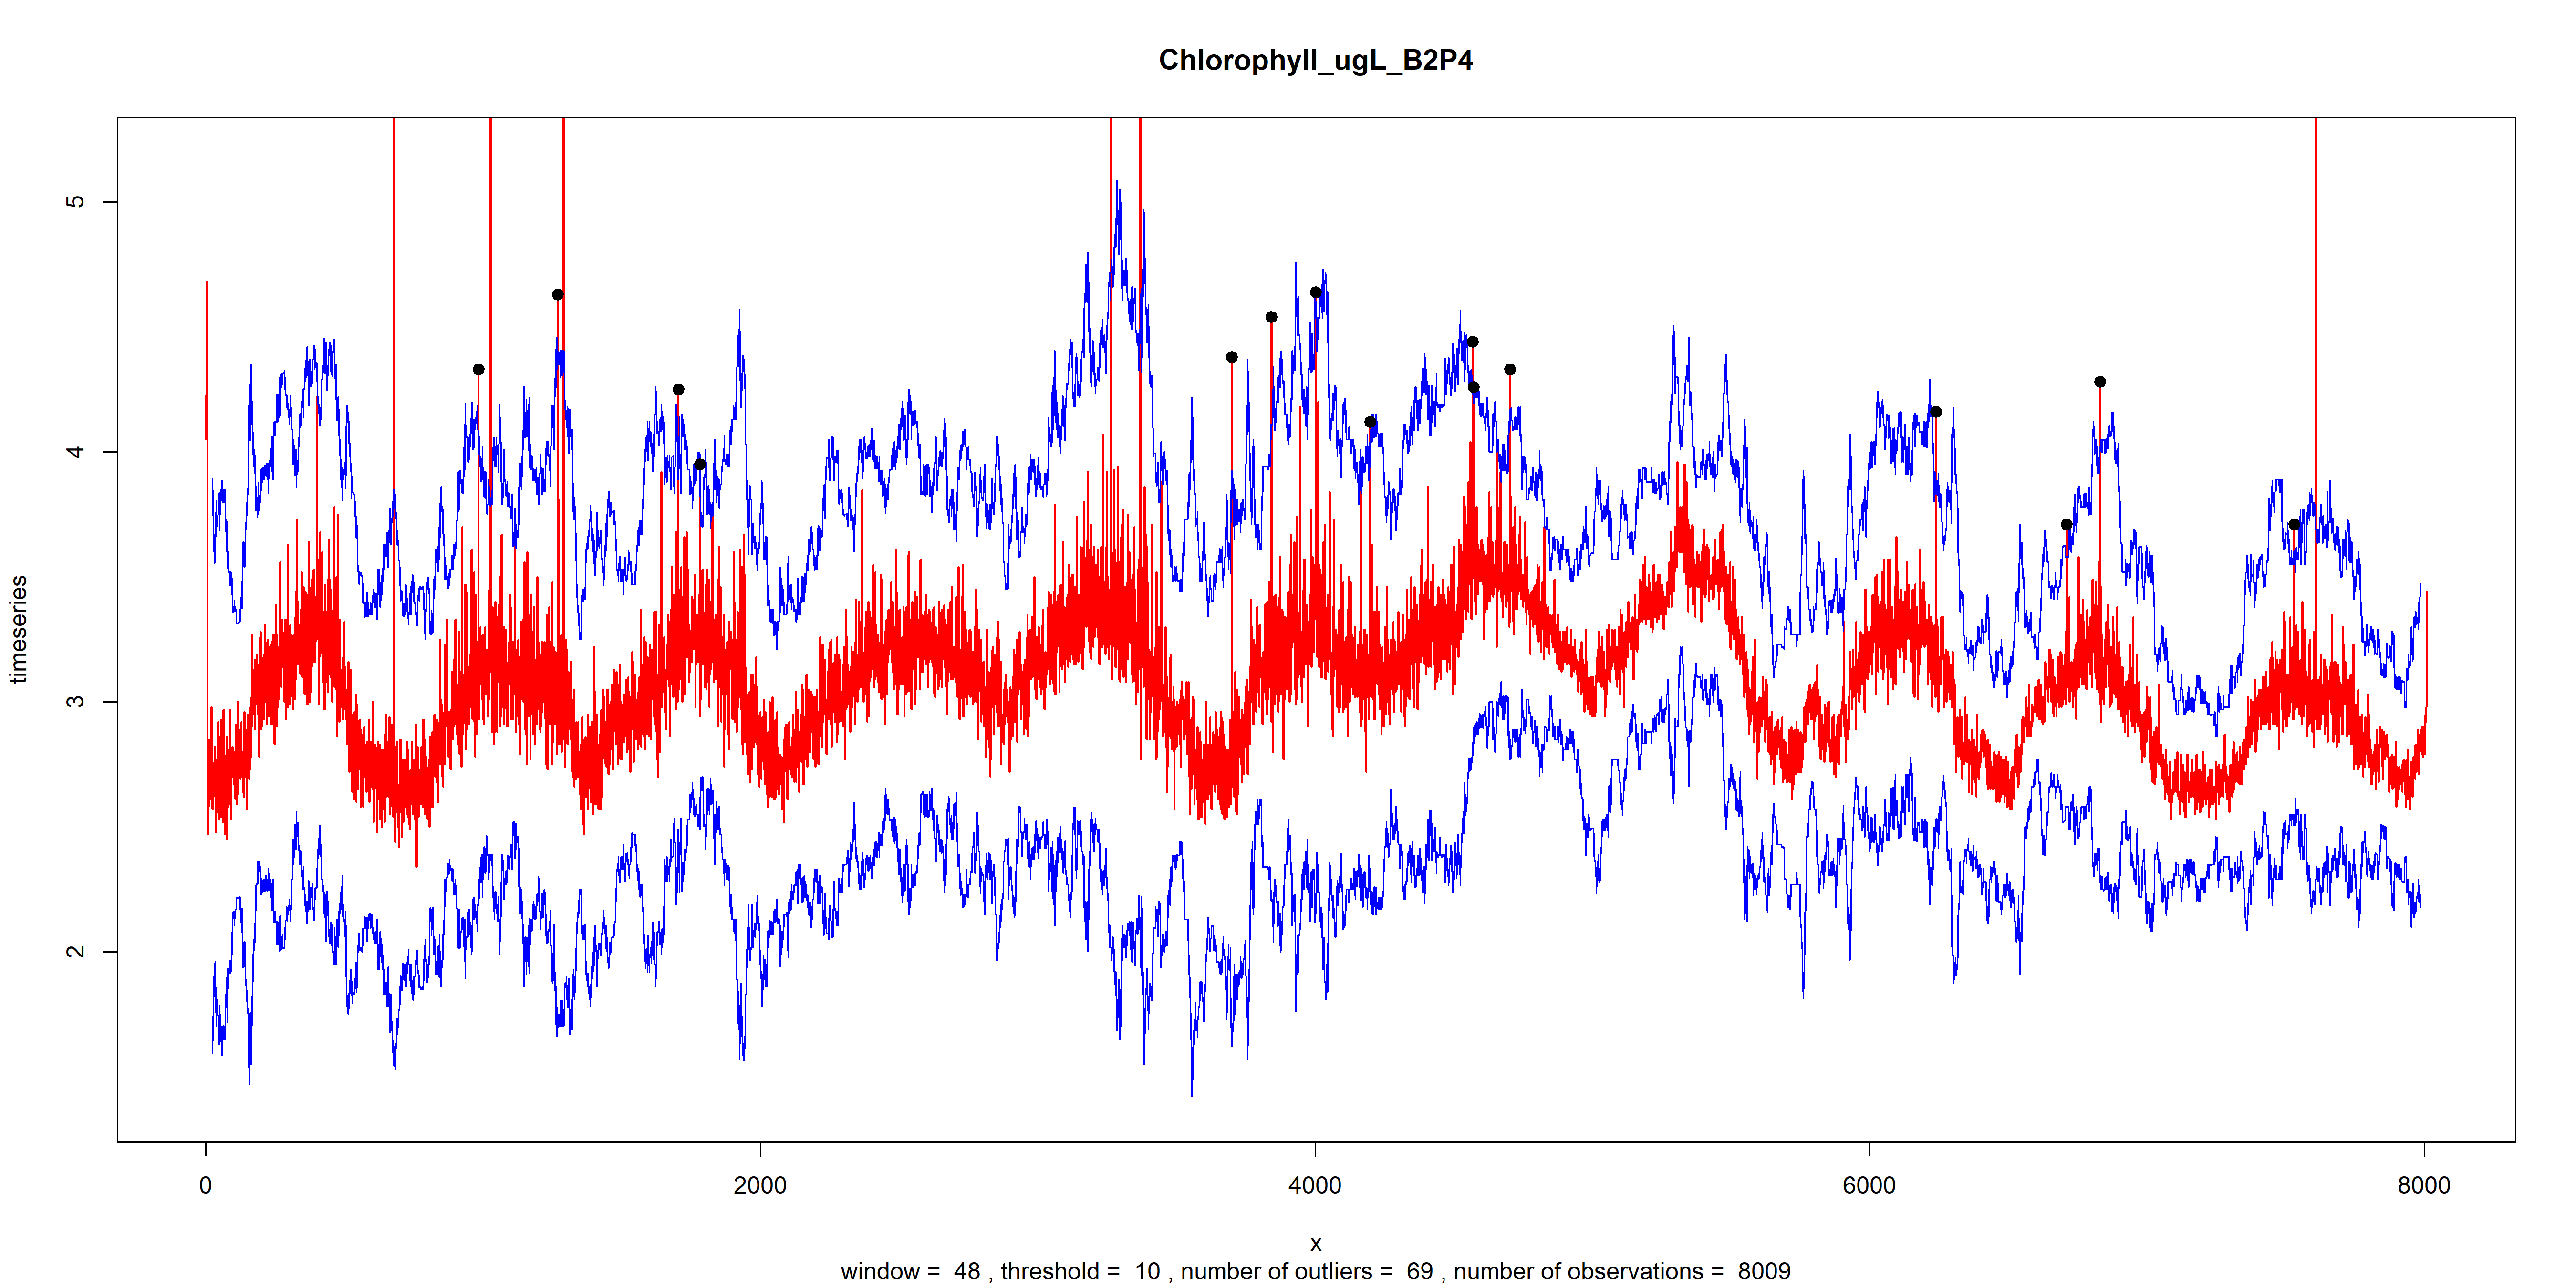 Chlorophyll_ugL_B2P4
timeseries
5
4
3
2
0 2000 4000 6000 8000
x
window = 48 , threshold = 10 , number of outliers = 69 , number of observations = 8009